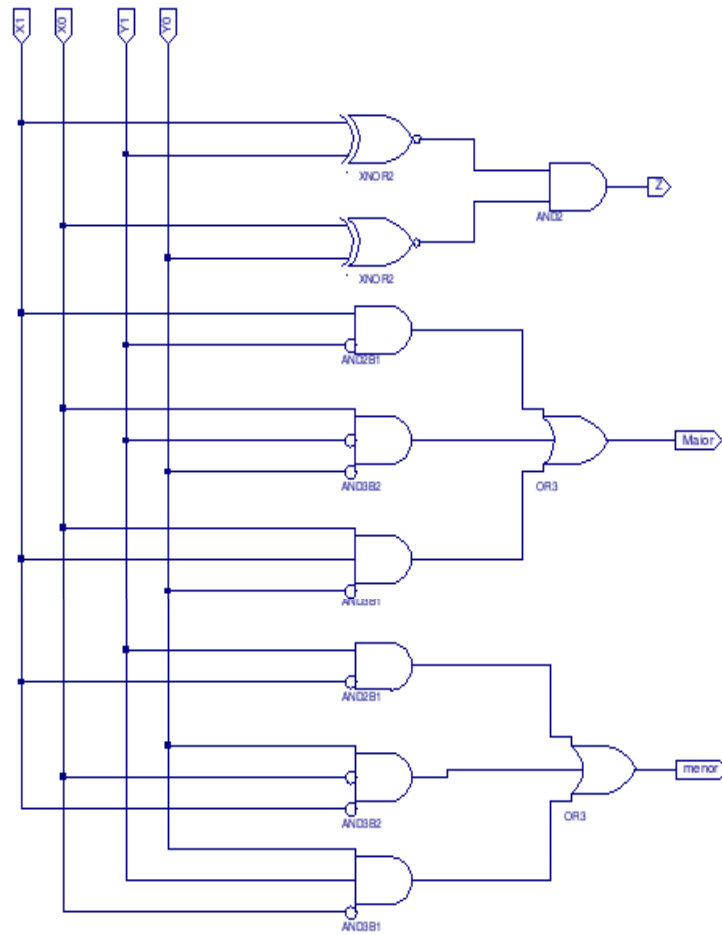 X1 X0 Y1 Y0
XNOR2
Z
AND2
XNOR2
AND2B1
Maior
AND3B2
OR3
AND3B1
AND2B1
menor
AND3B2
OR3
AND3B1